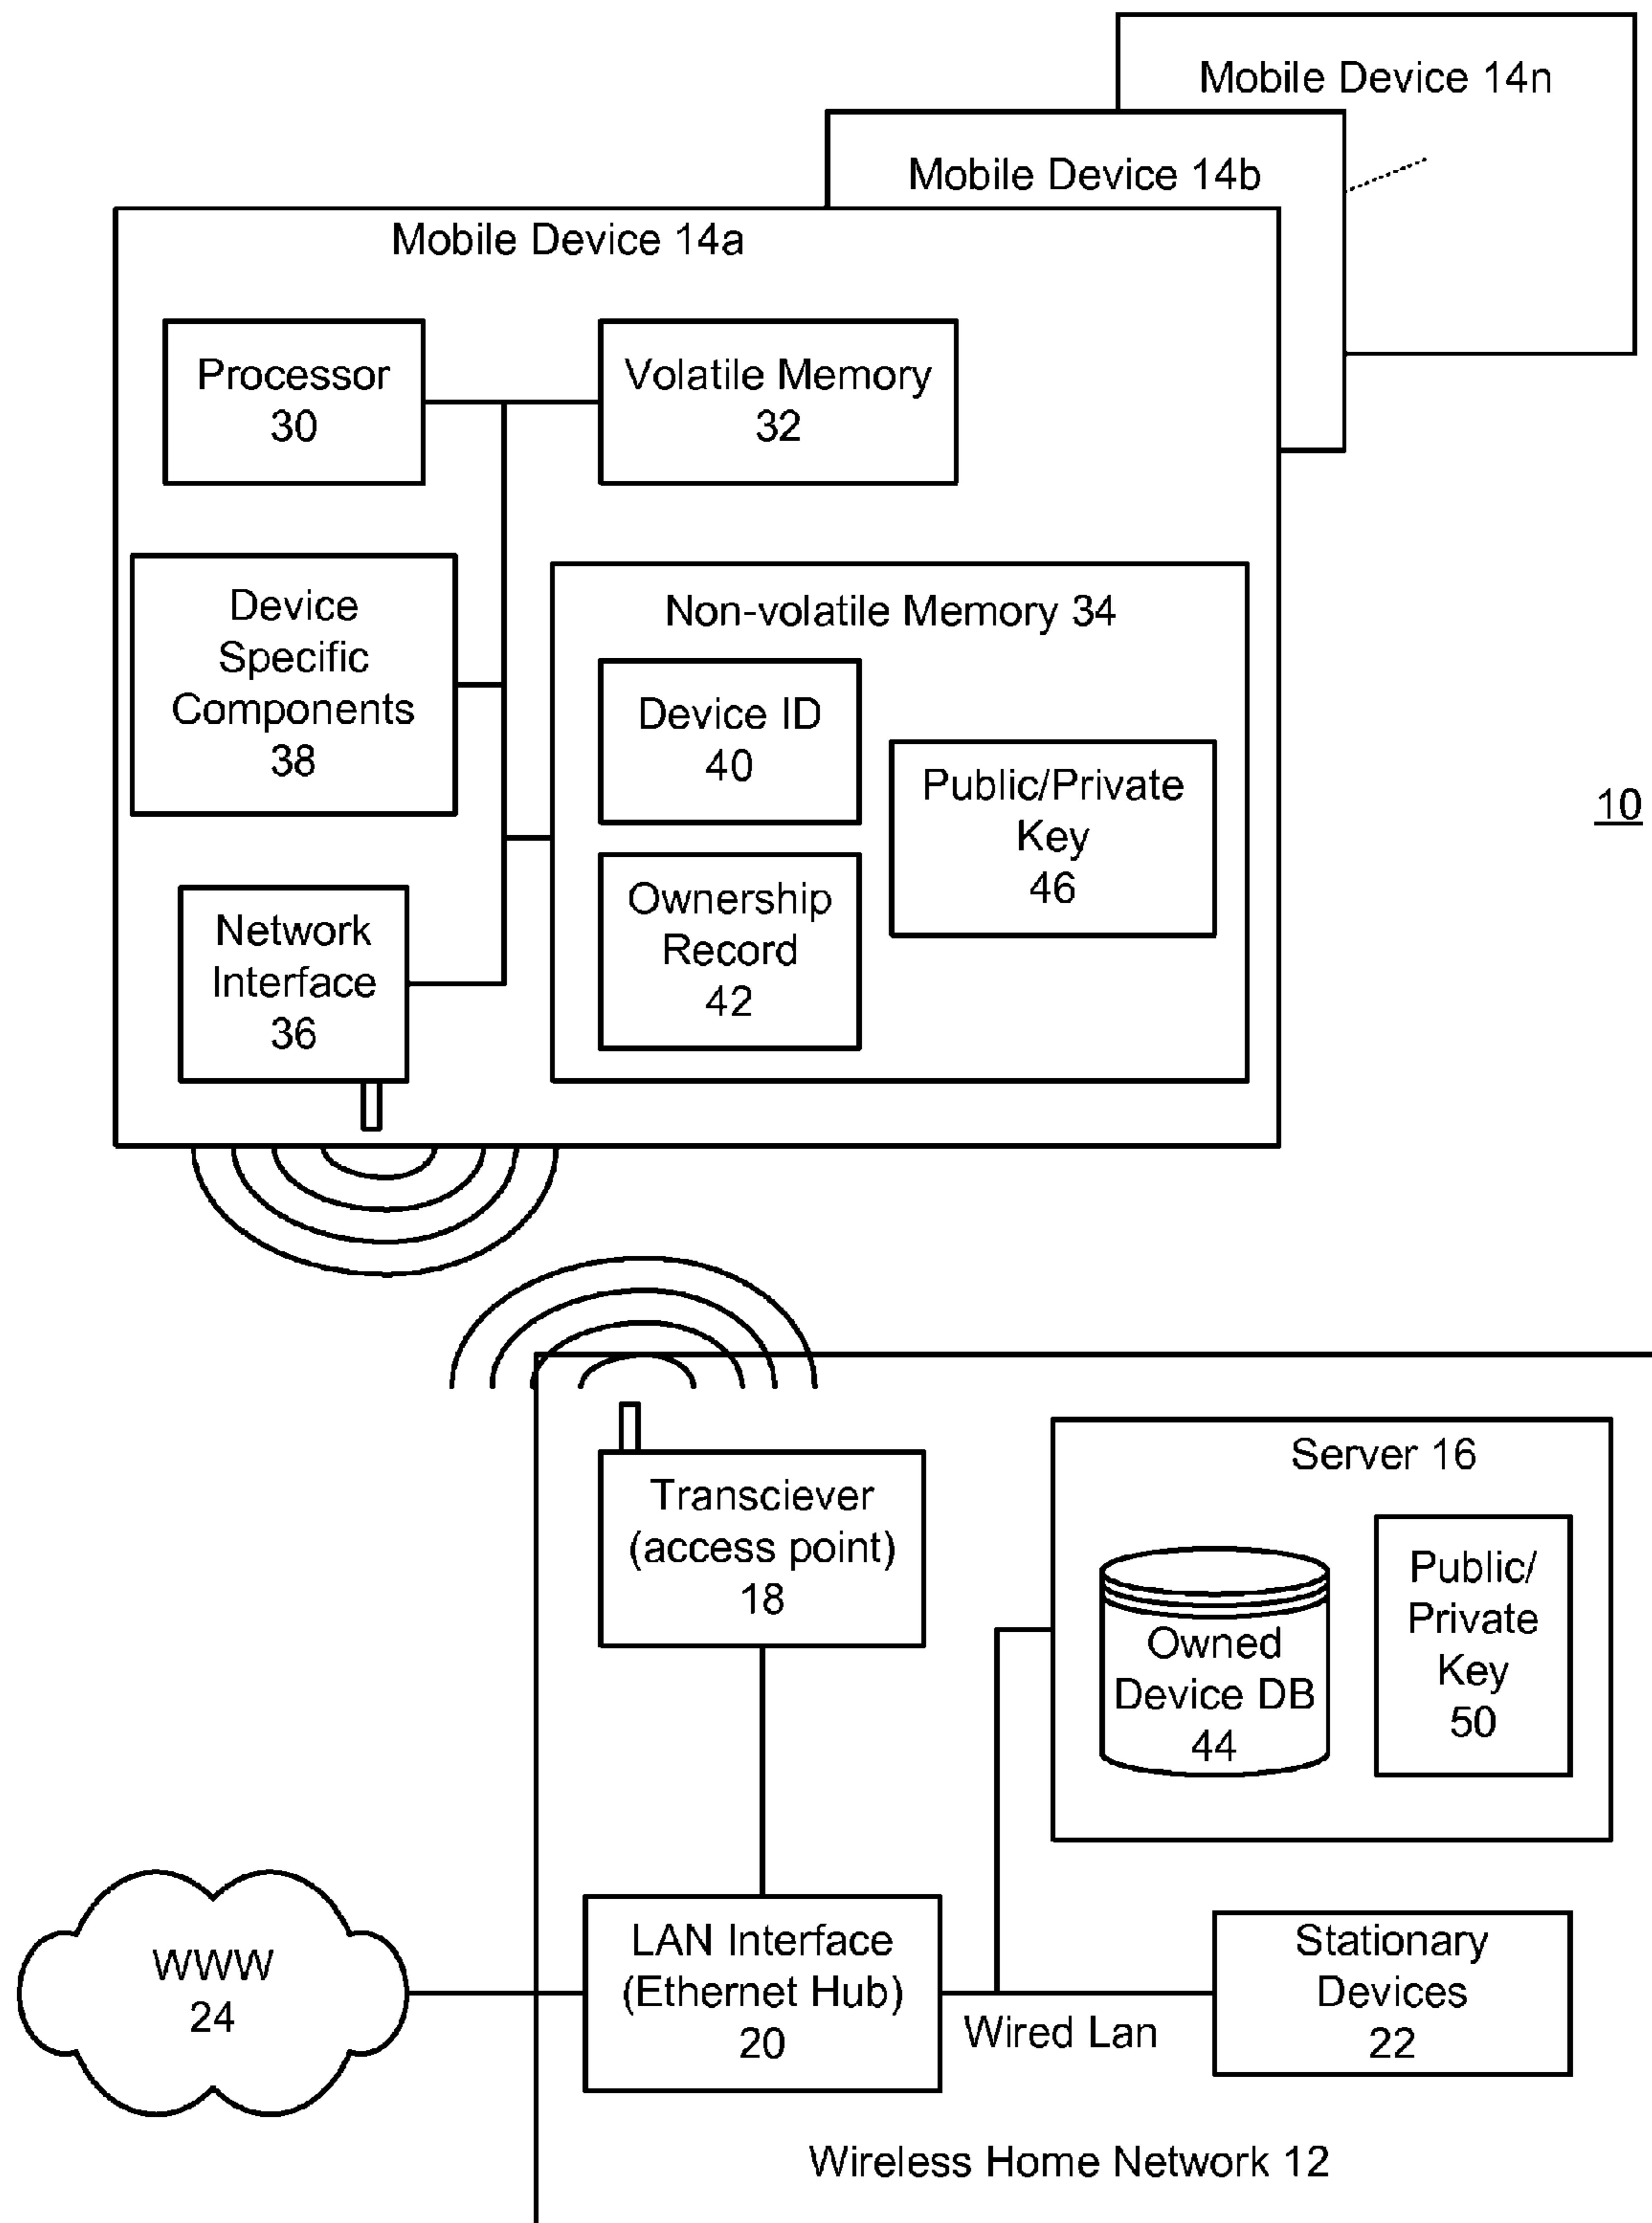 Mobile Device 14n
Mobile Device 14b
Mobile Device 14a
Processor
30
Volatile Memory
32
Device
Specific
Components
38
Non-volatile Memory 34
Device ID
40
Public/Private
Key
46
10
Ownership
Record
42
Network
Interface
36
Transciever
(access point)
18
Server 16
Owned
Device DB
44
Public/
Private
Key
50
WWW
24
LAN Interface
(Ethernet Hub)
20
Wired Lan
Stationary
Devices
22
Wireless Home Network 12